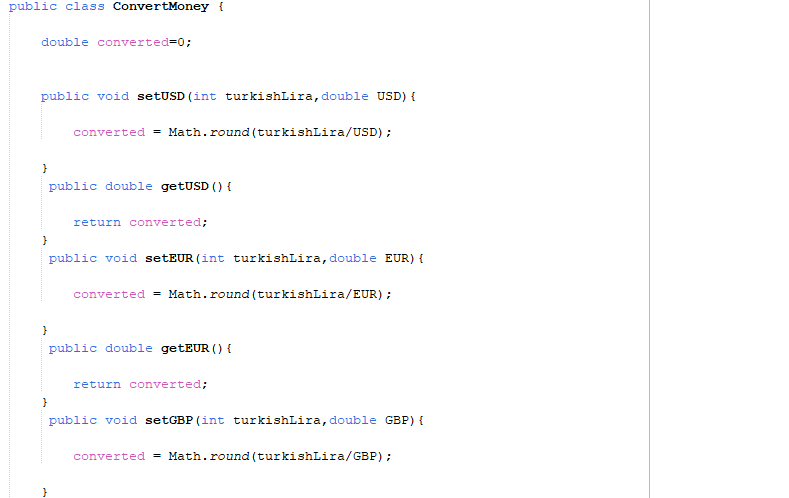 public class ConvertMoney {
double converted=0;
public void setUSD(int turkishLira,double USD){
converted = Math.round(turkishLira/USD);
}
public double getUSD(){
return converted;
}
public void setEUR(int turkishLira,double EUR){
converted = Math.round(turkishLira/EUR);
}
public double getEUR(){
return converted;
}
public void setGBP(int turkishLira,double GBP){
converted = Math.round(turkishLira/GBP);
}